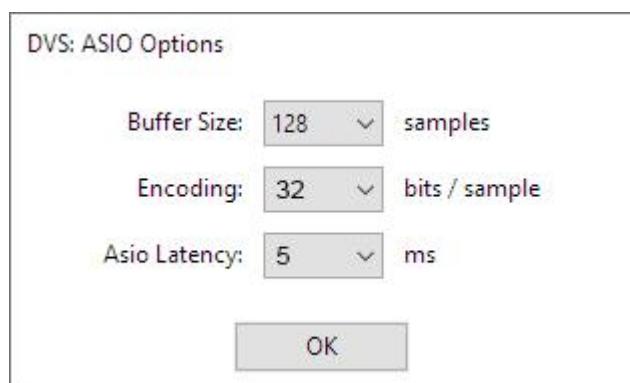 DVS: ASIO Options
Buffer Size: 128 samples
Encoding: 32 bits / sample
Asio Latency: 5 ms
OK